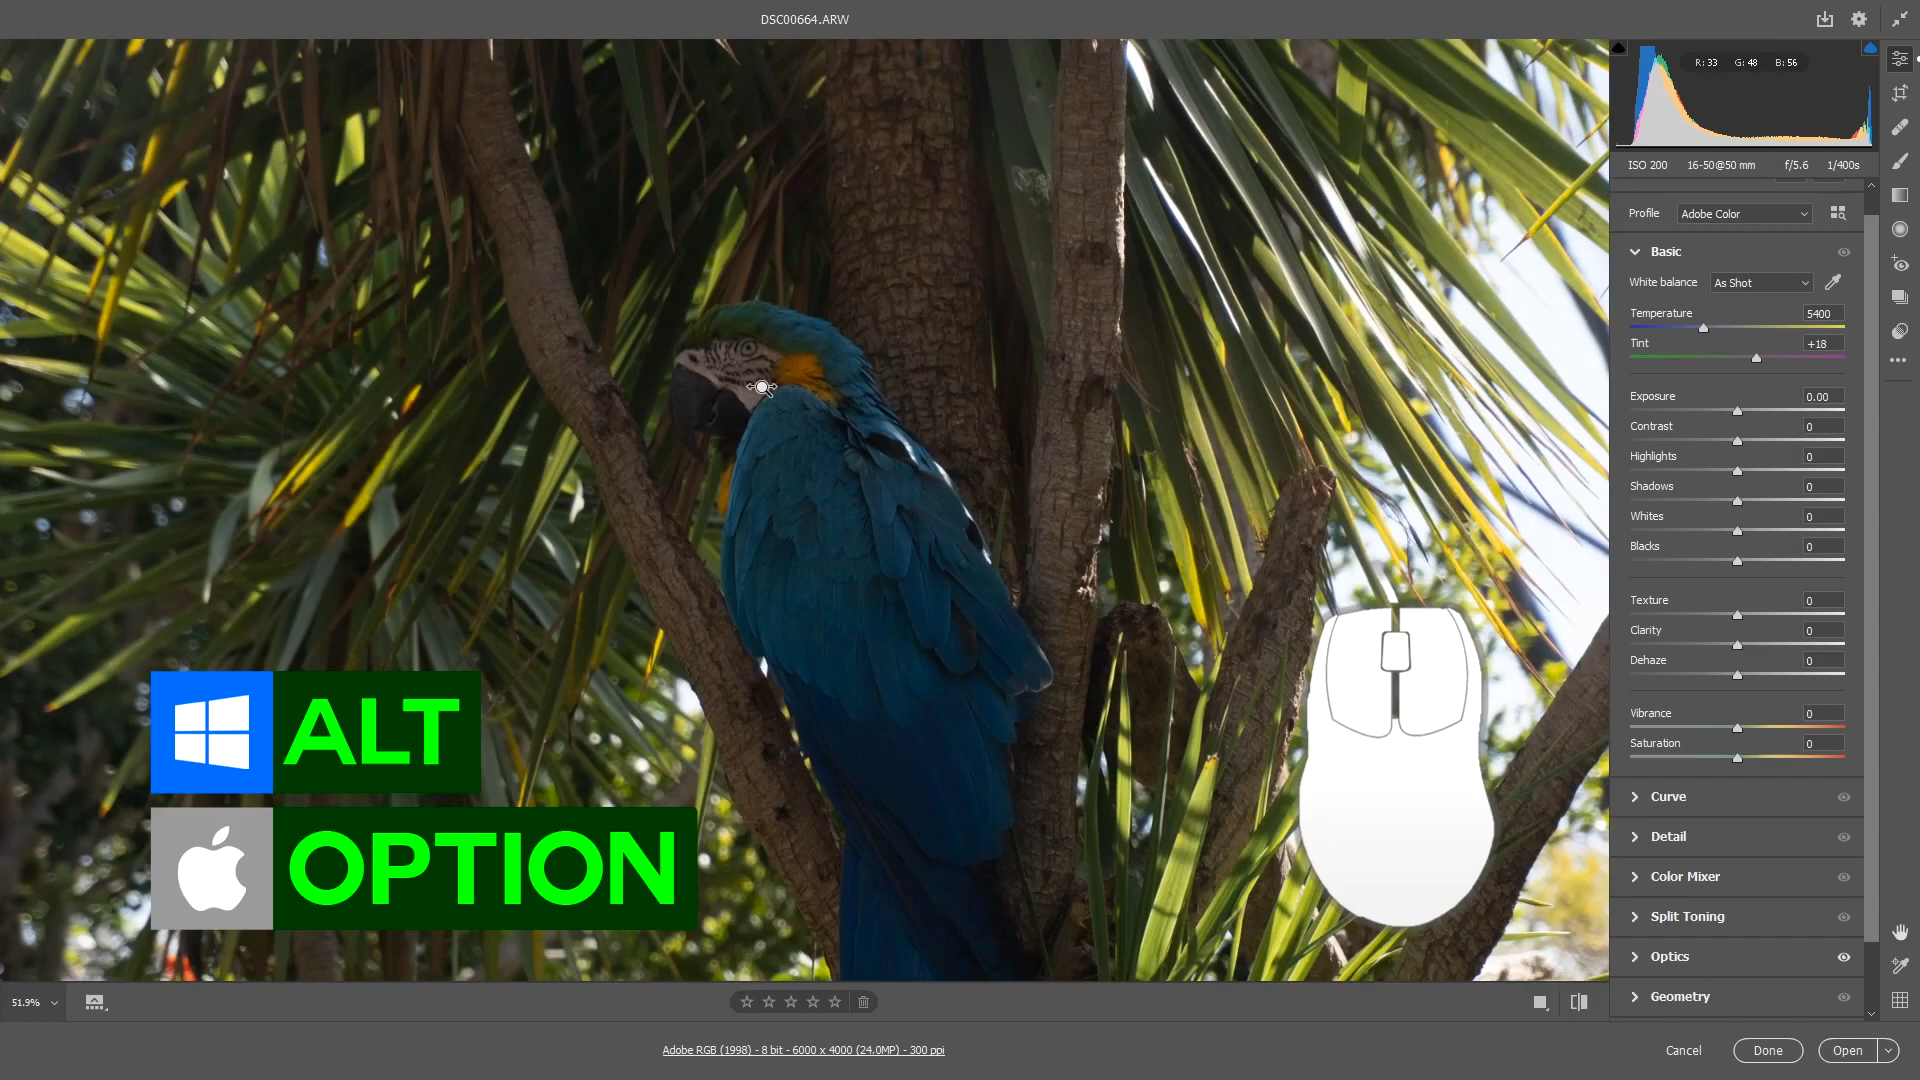 DSC00664.ARW
R: 33 G: 48 B: 56
ISO 200 16-50@50 mm f/5.6 1/400s
Profile Adobe Color
Basic
White balance As Shot
Temperature 5400
Tint +18
Exposure 0.00
Contrast 0
Highlights 0
Shadows 0
Whites 0
Blacks 0
Texture 0
Clarity 0
Dehaze 0
Vibrance 0
Saturation 0
Curve
Detail
Color Mixer
Split Toning
Optics
Geometry
ALT
OPTION
51.9%
Adobe RGB (1998) - 8 bit - 6000 x 4000 (24.0MP) - 300 ppi
Cancel Done Open